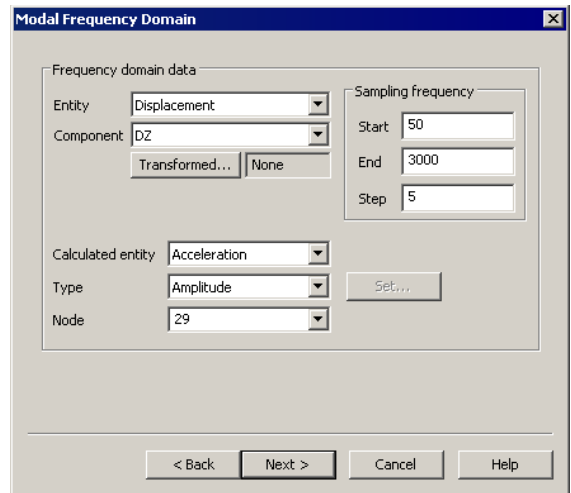 Modal Frequency Domain
Frequency domain data
Entity Displacement
Component DZ
Transformed... None
Sampling frequency
Start 50
End 3000
Step 5
Calculated entity Acceleration
Type Amplitude Set...
Node 29
< Back Next > Cancel Help